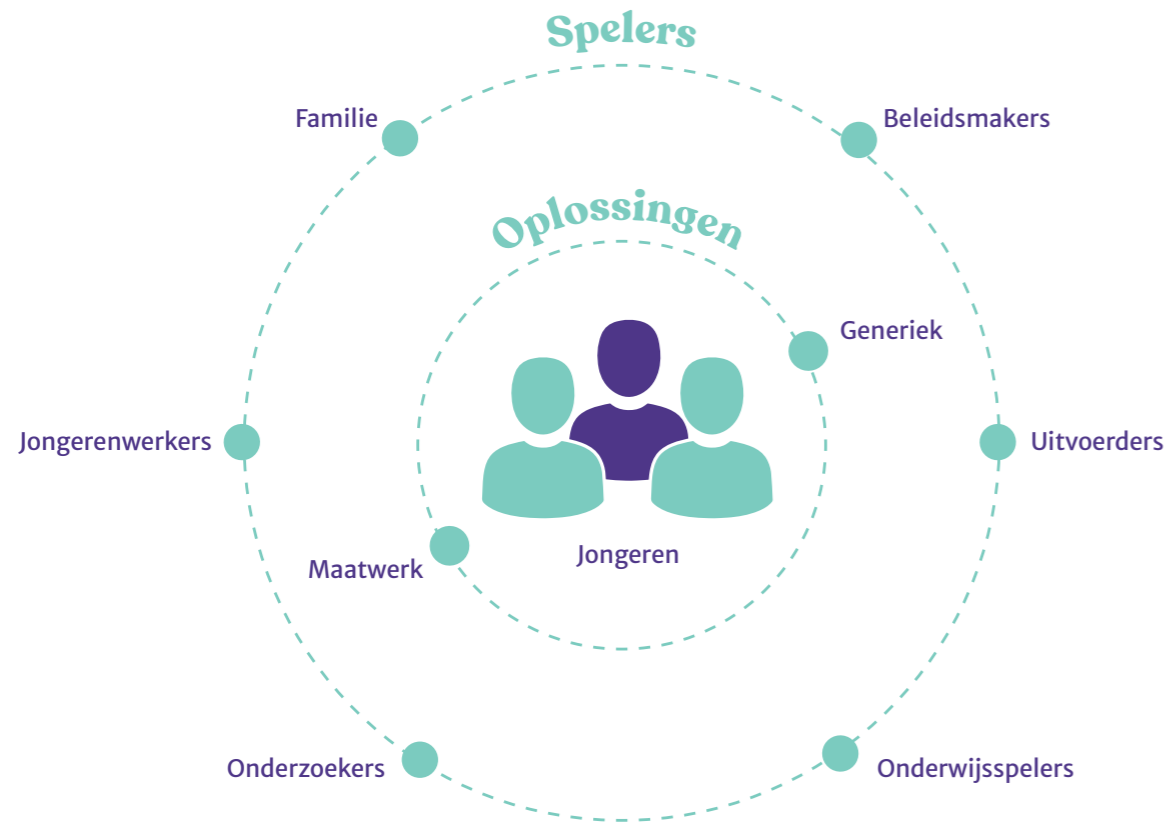 Spelers
Familie
Beleidsmakers
Oplossingen
Generiek
Jongerenwerkers
Uitvoerders
Jongeren
Maatwerk
Onderzoekers
Onderwijsspelers